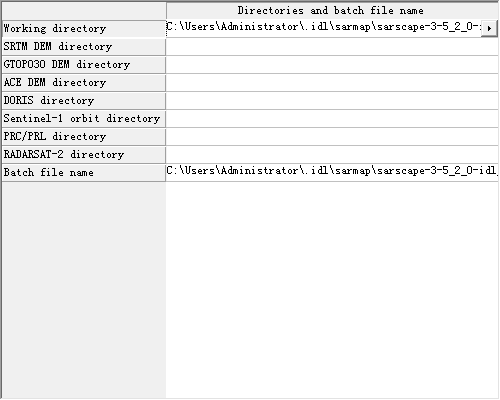 Directories and batch file name
Working directory C:\Users\Administrator\.idl\sarmap\sarscape-3-5_2_0-
SRTM DEM directory
GTOPO30 DEM directory
ACE DEM directory
DORIS directory
Sentinel-1 orbit directory
PRC/PRL directory
RADARSAT-2 directory
Batch file name C:\Users\Administrator\.idl\sarmap\sarscape-3-5_2_0-idl_